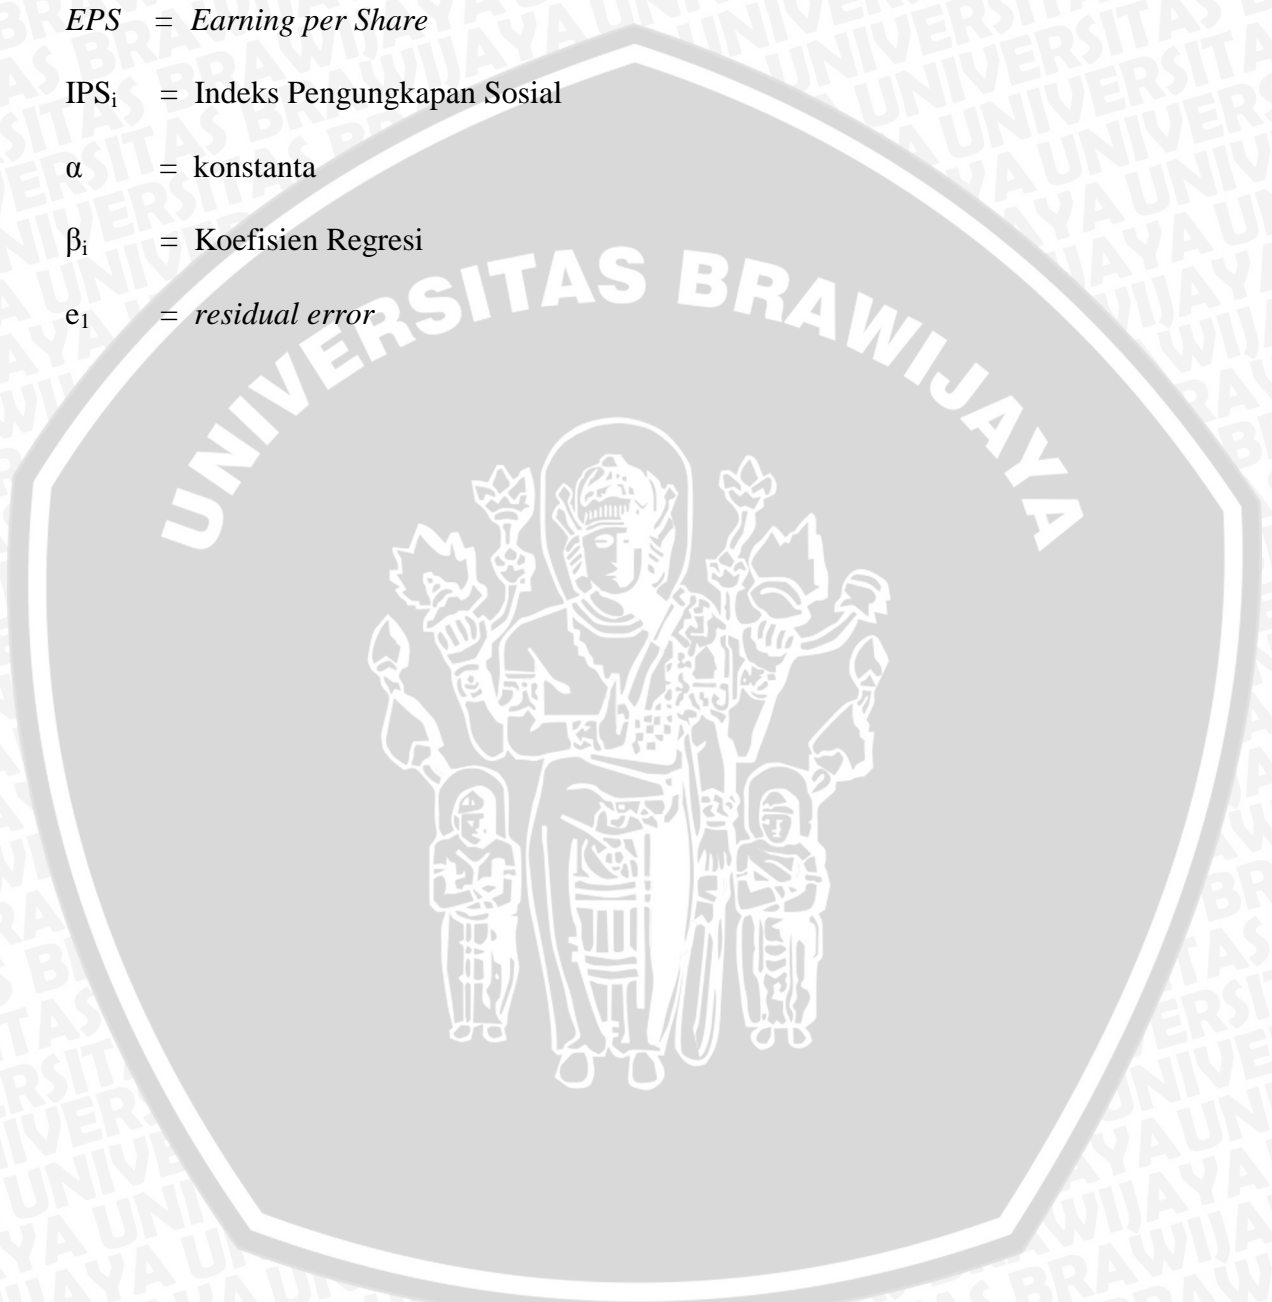 EPS = Earning per Share
IPSᵢ = Indeks Pengungkapan Sosial
α = konstanta
βᵢ = Koefisien Regresi
e₁ = residual error
UNIVERSITAS BRAWIJAYA